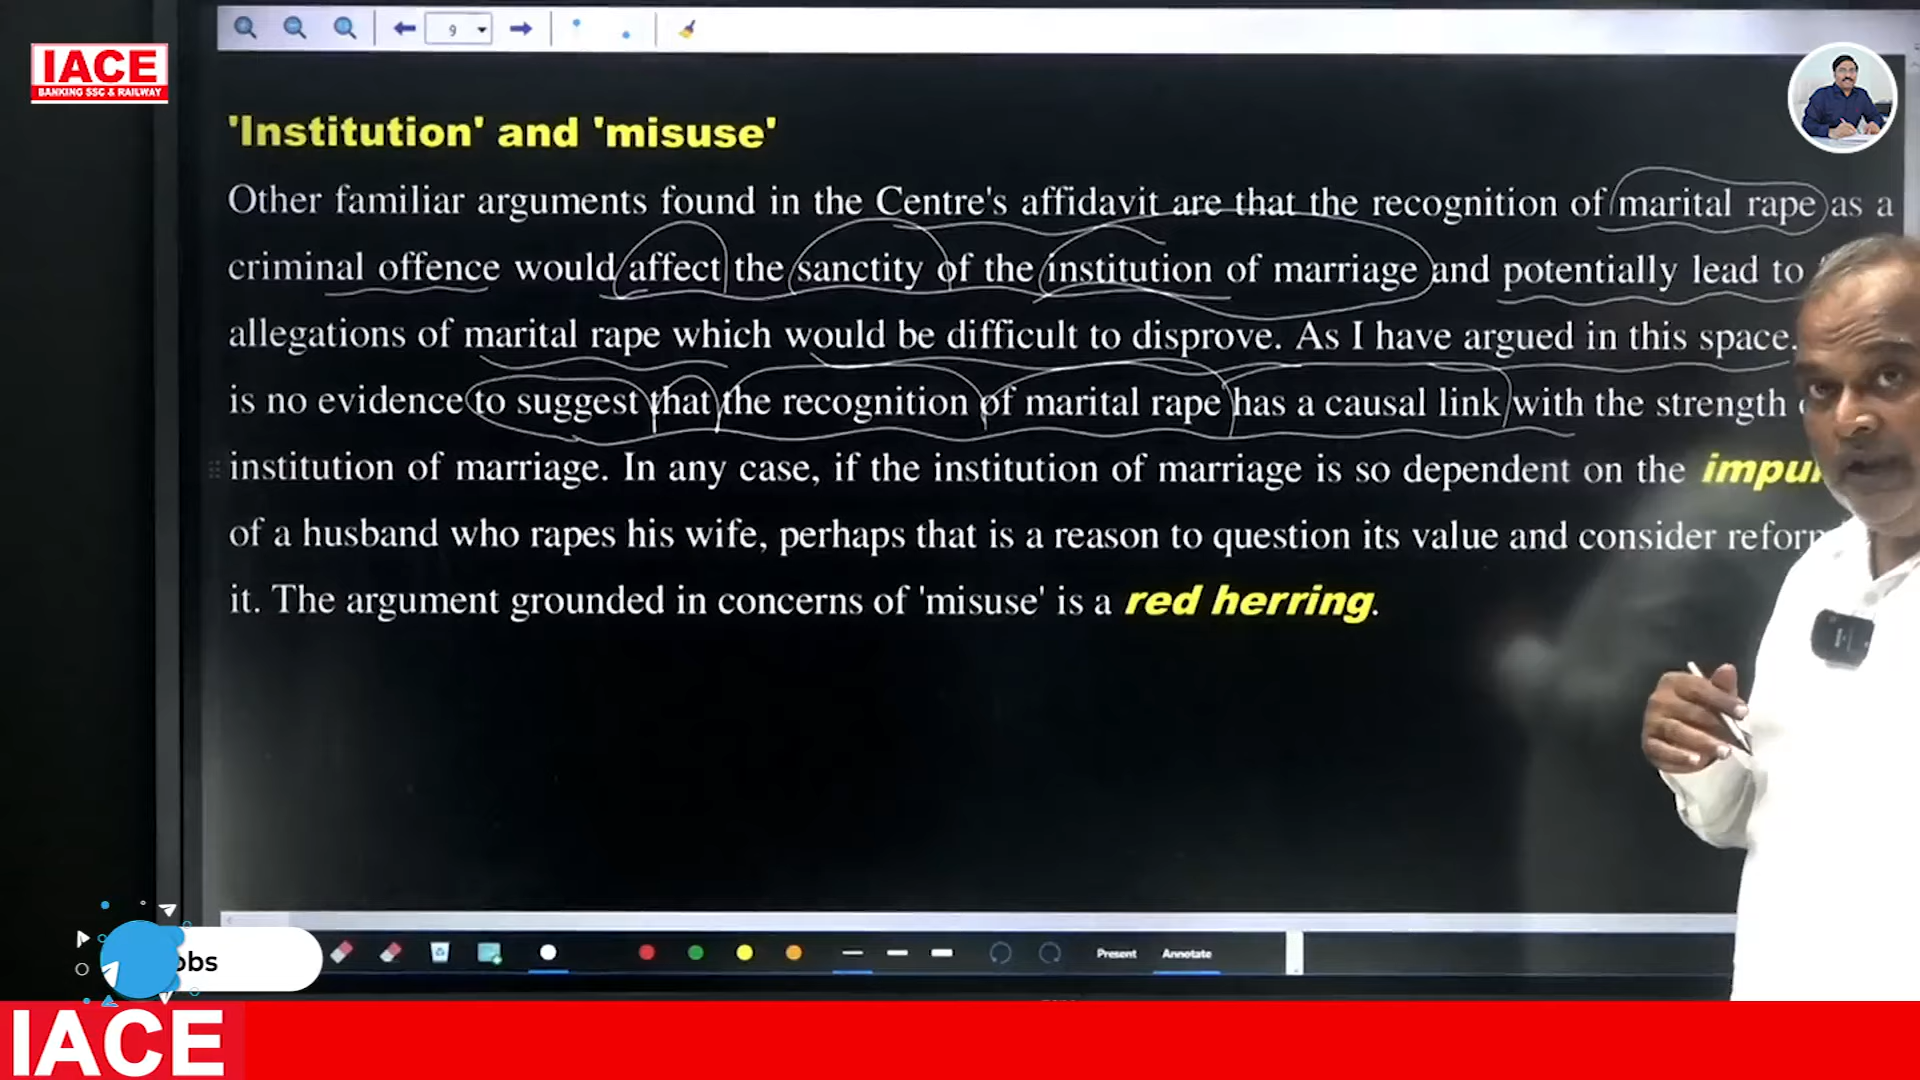 IACE
BANKING SSC & RAILWAY
9
'Institution' and 'misuse'
Other familiar arguments found in the Centre's affidavit are that the recognition of marital rape as a
criminal offence would affect the sanctity of the institution of marriage and potentially lead to
allegations of marital rape which would be difficult to disprove. As I have argued in this space.
is no evidence to suggest that the recognition of marital rape has a causal link with the strength
institution of marriage. In any case, if the institution of marriage is so dependent on the
of a husband who rapes his wife, perhaps that is a reason to question its value and consider
it. The argument grounded in concerns of 'misuse' is a red herring.
Present Annotate
IACE